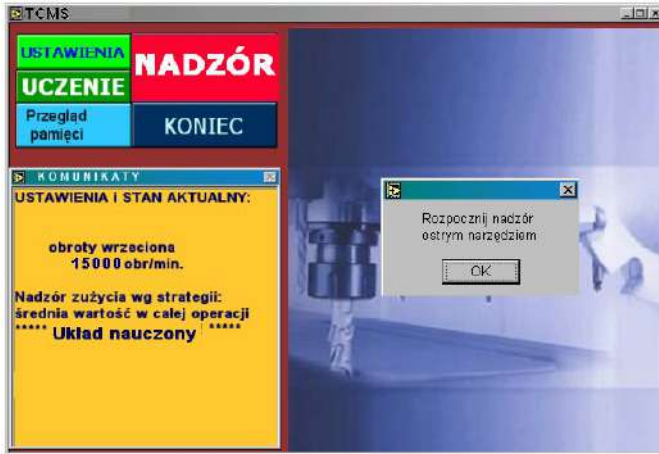 TCMS
USTAWIENIA
NADZÓR
UCZENIE
Przegląd
pamięci
KONIEC
KOMUNIKATY
USTAWIENIA i STAN AKTUALNY:
obroty wrzeciona
15000 obr/min.
Nadzór zużycia wg strategii:
średnia wartość w calej operacji
***** Układ nauczony *****
Rozpocznij nadzór
ostrym narzędziem
OK